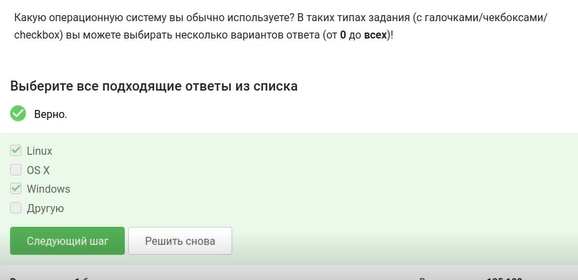 Какую операционную систему вы обычно используете? В таких типах задания (с галочками/чекбоксами/
checkbox) вы можете выбирать несколько вариантов ответа (от 0 до всех)!
Выберите все подходящие ответы из списка
Верно.
Linux
OS X
Windows
Другую
Следующий шаг
Решить снова